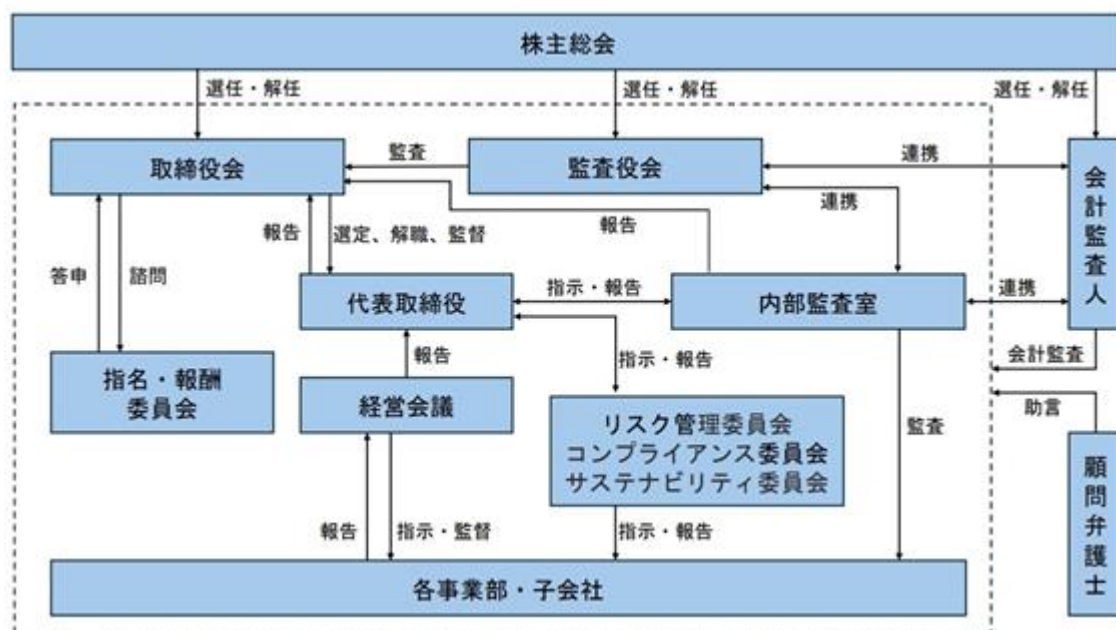 株主総会
選任・解任
選任・解任
選任・解任
取締役会
監査
監査役会
連携
会計監査人
連携
報告
報告
選定、解職、監督
答申
諮問
代表取締役
指示・報告
内部監査室
連携
報告
指示・報告
会計監査
指名・報酬
委員会
経営会議
リスク管理委員会
コンプライアンス委員会
サステナビリティ委員会
監査
助言
顧問弁護士
報告
指示・監督
指示・報告
各事業部・子会社